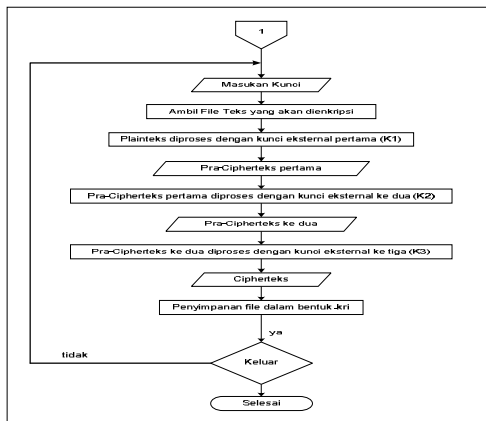 1
Masukan Kunci
Ambil File Teks yang akan dienkripsi
Plainteks diproses dengan kunci eksternal pertama (K1)
Pra-Cipherteks pertama
Pra-Cipherteks pertama diproses dengan kunci eksternal ke dua (K2)
Pra-Cipherteks ke dua
Pra-Cipherteks ke dua diproses dengan kunci eksternal ke tiga (K3)
Cipherteks
Penyimpanan file dalam bentuk .kri
ya
tidak
Keluar
Selesai